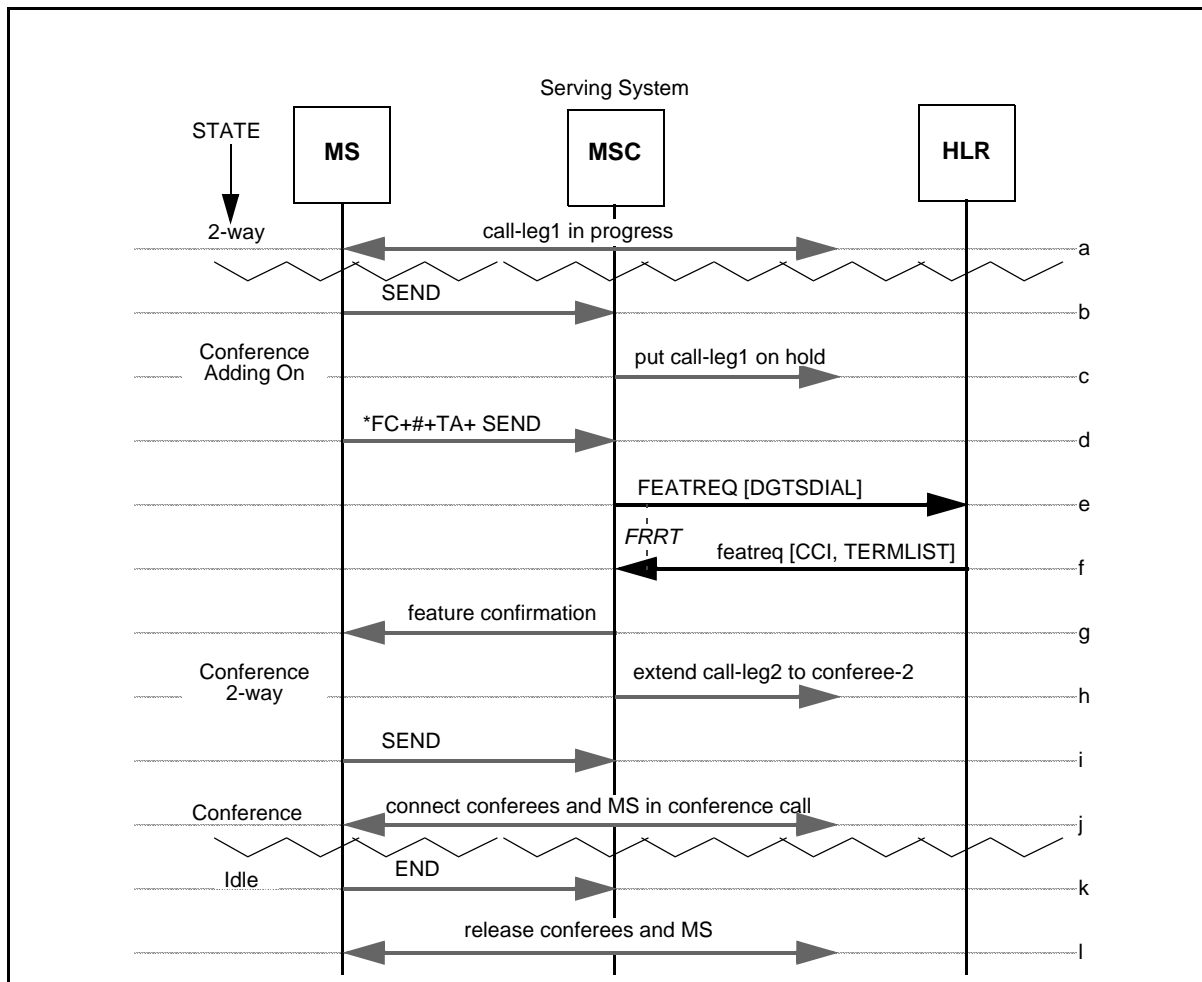 Serving System
STATE
MS
MSC
HLR
2-way
call-leg1 in progress
a
SEND
b
Conference
Adding On
put call-leg1 on hold
c
*FC+#+TA+ SEND
d
FEATREQ [DGTSDIAL]
e
FRRT
featreq [CCI, TERMLIST]
f
feature confirmation
g
Conference
2-way
extend call-leg2 to conferee-2
h
SEND
i
Conference
connect conferees and MS in conference call
j
Idle
END
k
release conferees and MS
l